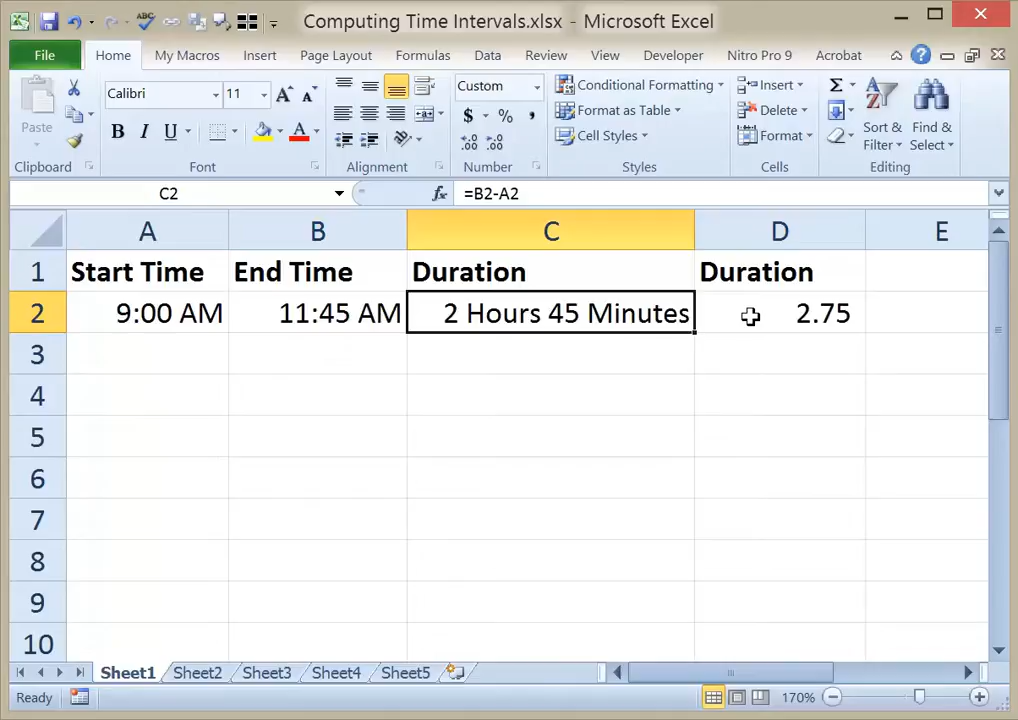 Computing Time Intervals.xlsx - Microsoft Excel
File Home My Macros Insert Page Layout Formulas Data Review View Developer Nitro Pro 9 Acrobat
Paste
Clipboard
Calibri 11
B I U A
Font
Alignment
Custom
$ % ,
Number
Conditional Formatting
Format as Table
Cell Styles
Styles
Insert
Delete
Format
Cells
Σ
Sort & Filter
Find & Select
Editing
C2 fx =B2-A2
A B C D E
1 Start Time End Time Duration Duration
2 9:00 AM 11:45 AM 2 Hours 45 Minutes 2.75
3
4
5
6
7
8
9
10
Sheet1 Sheet2 Sheet3 Sheet4 Sheet5
Ready 170%